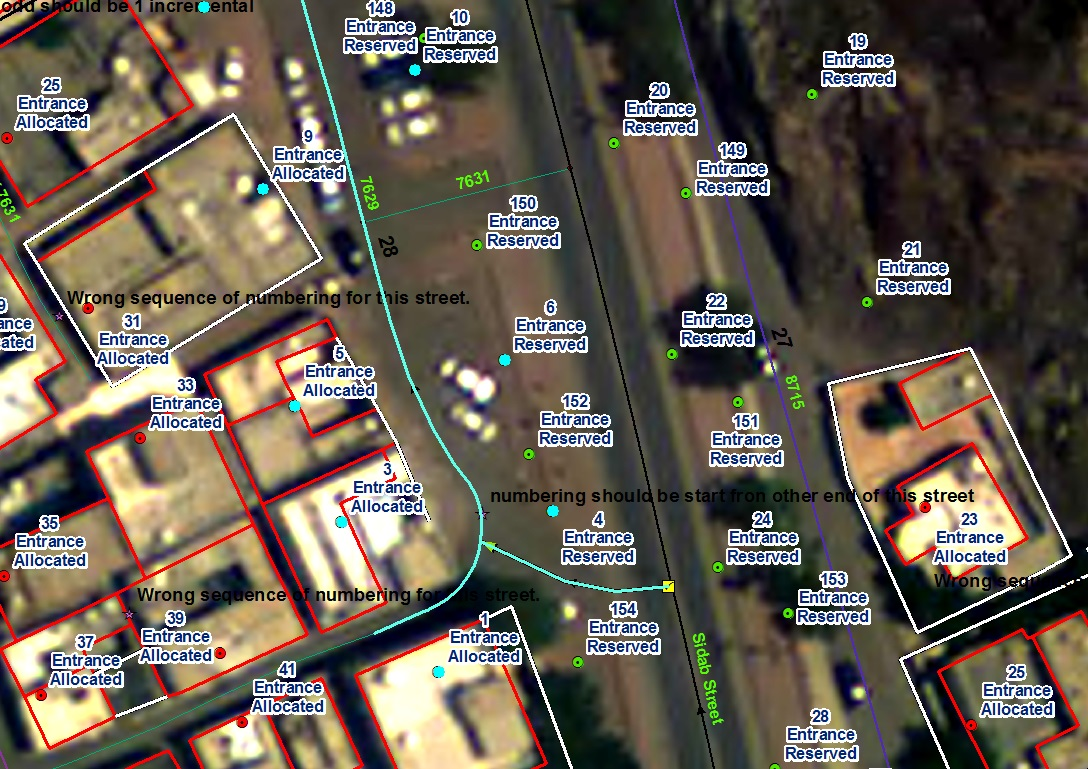 odd should be 1 incremental
148
Entrance
Reserved
10
Entrance
Reserved
19
Entrance
Reserved
25
Entrance
Allocated
20
Entrance
Reserved
9
Entrance
Allocated
149
Entrance
Reserved
7631
7629
7631
28
150
Entrance
Reserved
21
Entrance
Reserved
Wrong sequence of numbering for this street.
31
Entrance
Allocated
6
Entrance
Reserved
22
Entrance
Reserved
27
5
Entrance
Allocated
33
Entrance
Allocated
8715
152
Entrance
Reserved
151
Entrance
Reserved
3
Entrance
Allocated
numbering should be start fron other end of this street
35
Entrance
Allocated
4
Entrance
Reserved
24
Entrance
Reserved
23
Entrance
Allocated
Wrong
153
Entrance
Reserved
Wrong sequence of numbering for this street.
154
Entrance
Reserved
39
Entrance
Allocated
37
Entrance
Allocated
1
Entrance
Allocated
41
Entrance
Allocated
Sidab Street
25
Entrance
Allocated
28
Entrance
Reserved